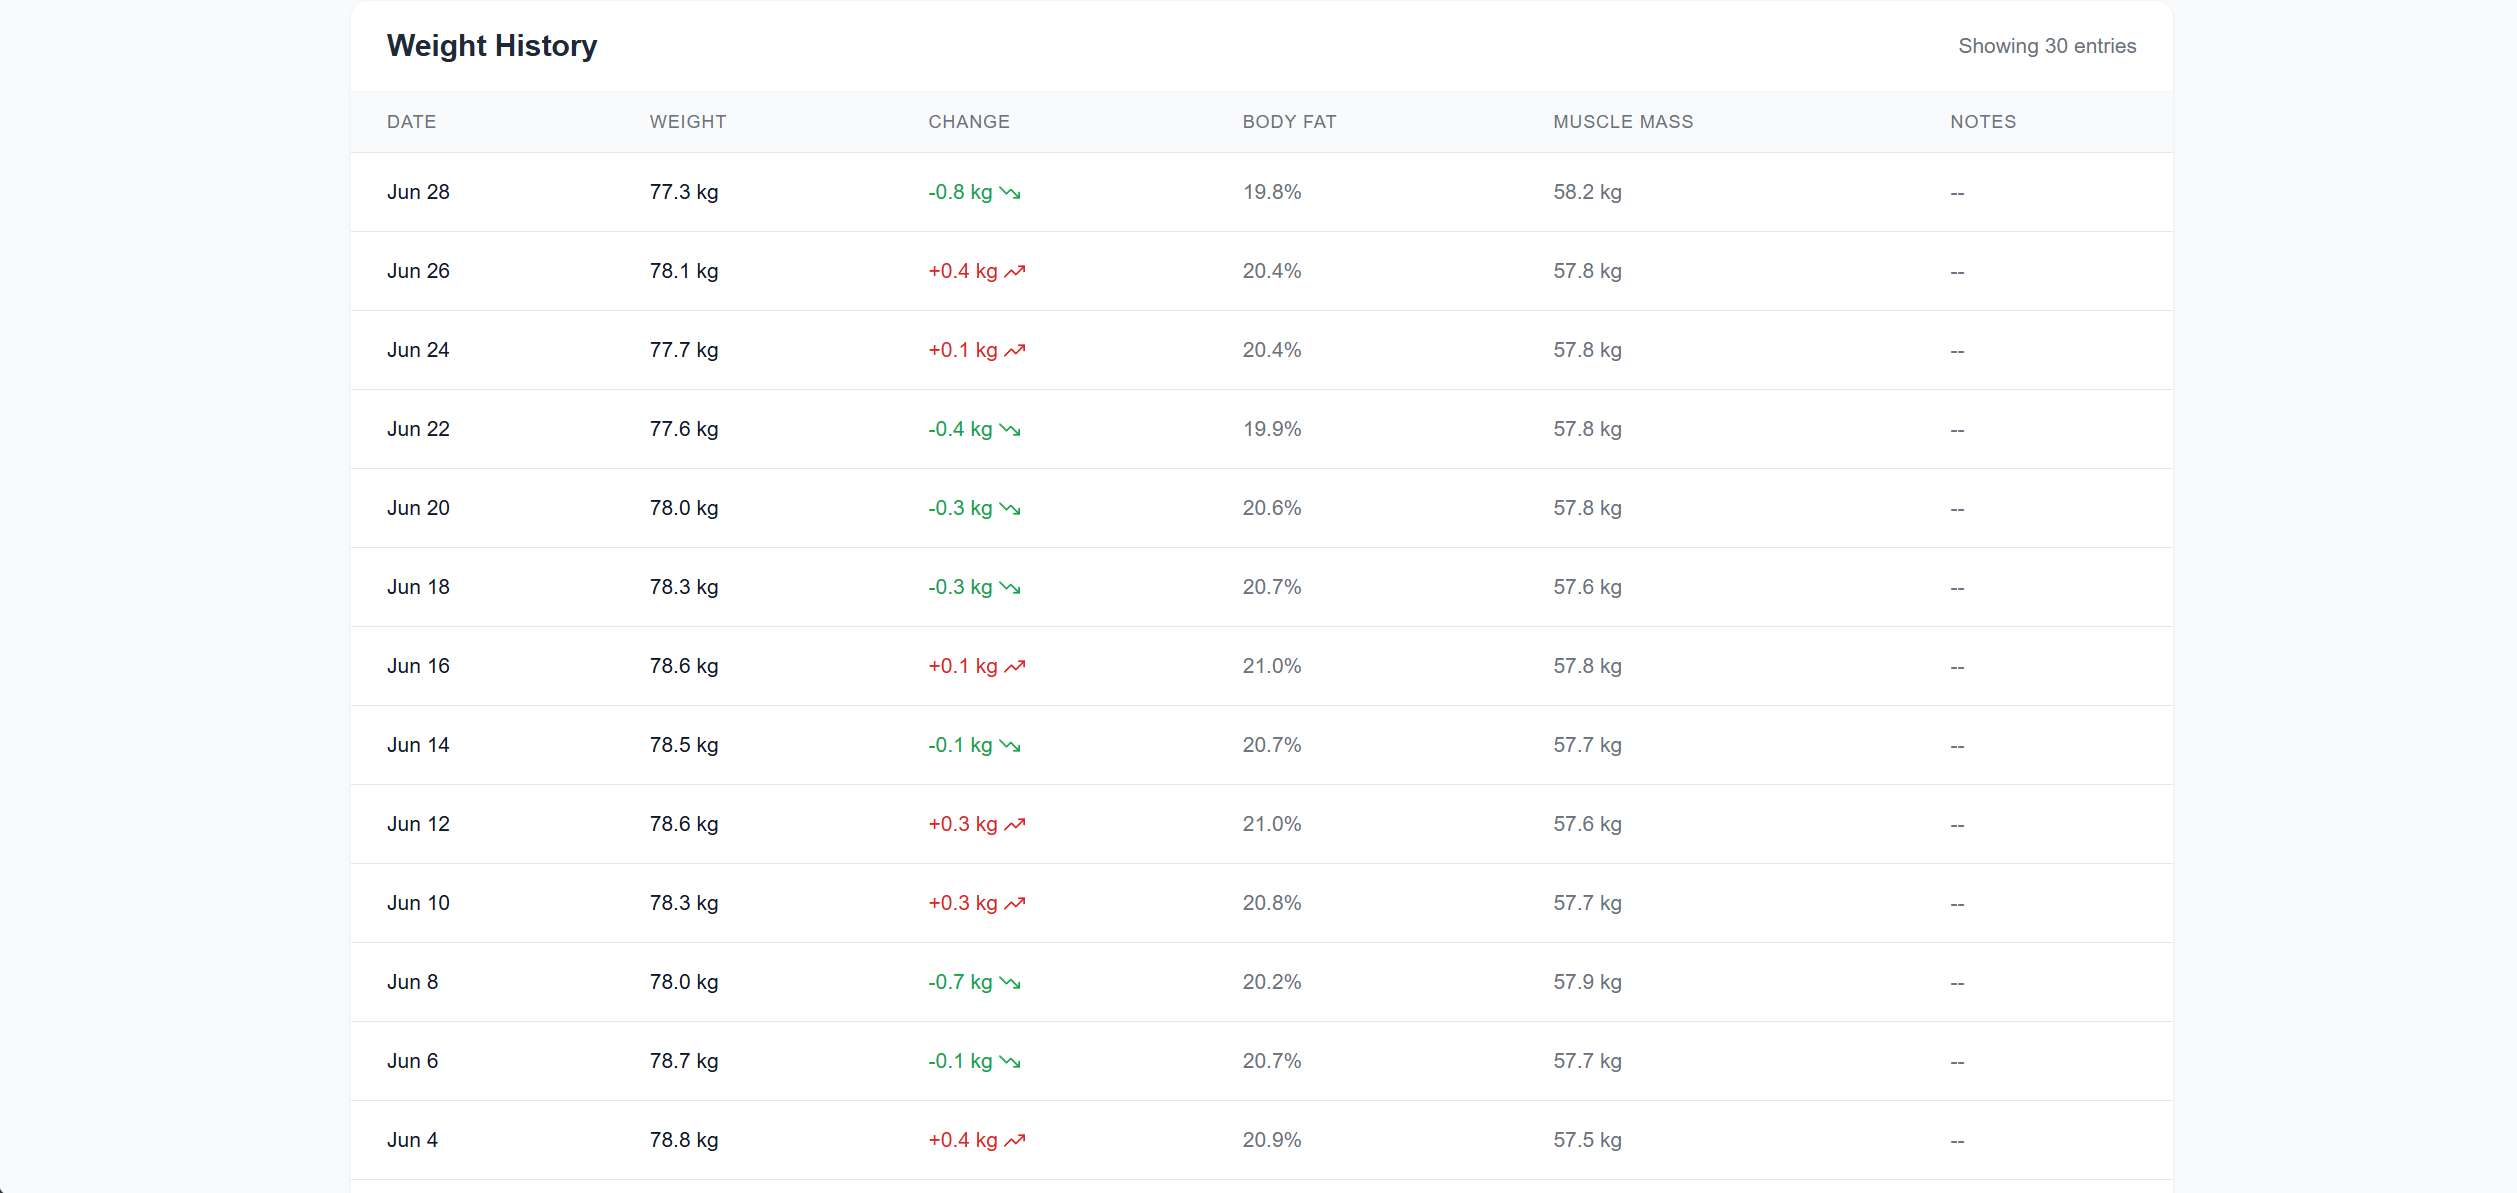 Weight History
Showing 30 entries
DATE WEIGHT CHANGE BODY FAT MUSCLE MASS NOTES
Jun 28 77.3 kg -0.8 kg 19.8% 58.2 kg --
Jun 26 78.1 kg +0.4 kg 20.4% 57.8 kg --
Jun 24 77.7 kg +0.1 kg 20.4% 57.8 kg --
Jun 22 77.6 kg -0.4 kg 19.9% 57.8 kg --
Jun 20 78.0 kg -0.3 kg 20.6% 57.8 kg --
Jun 18 78.3 kg -0.3 kg 20.7% 57.6 kg --
Jun 16 78.6 kg +0.1 kg 21.0% 57.8 kg --
Jun 14 78.5 kg -0.1 kg 20.7% 57.7 kg --
Jun 12 78.6 kg +0.3 kg 21.0% 57.6 kg --
Jun 10 78.3 kg +0.3 kg 20.8% 57.7 kg --
Jun 8 78.0 kg -0.7 kg 20.2% 57.9 kg --
Jun 6 78.7 kg -0.1 kg 20.7% 57.7 kg --
Jun 4 78.8 kg +0.4 kg 20.9% 57.5 kg --